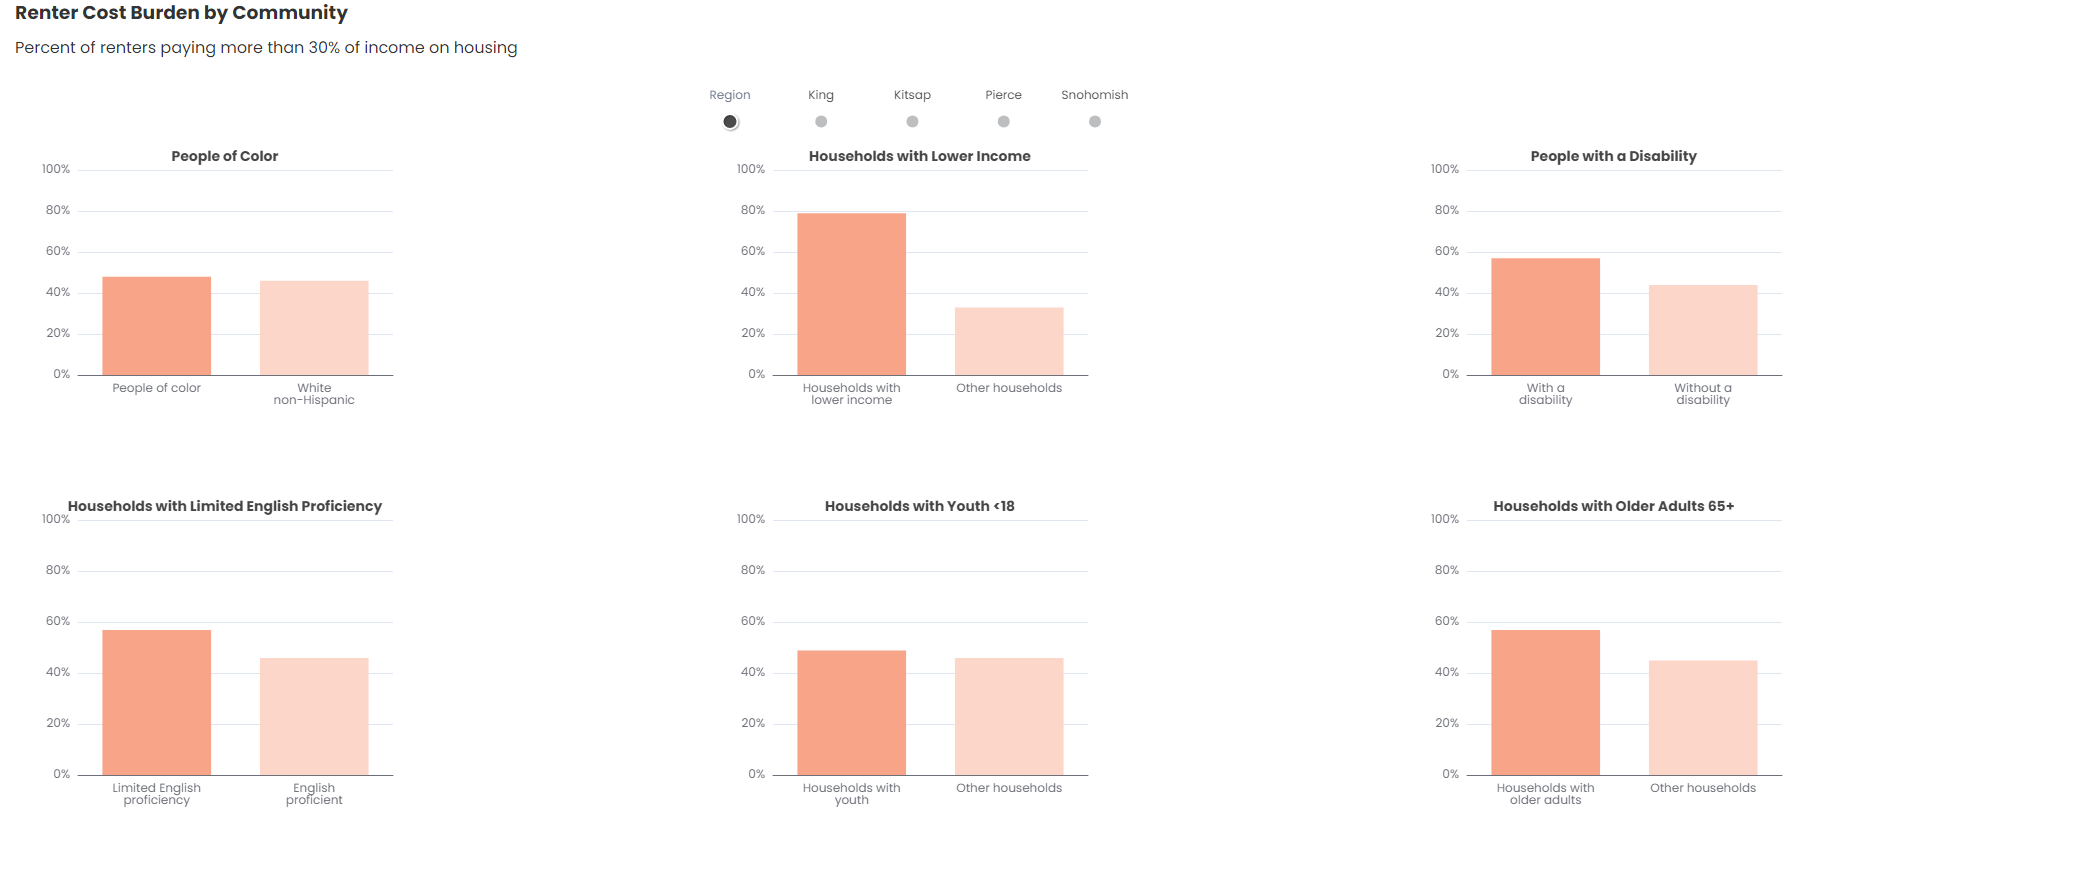 Renter Cost Burden by Community
Percent of renters paying more than 30% of income on housing
Region King Kitsap Pierce Snohomish
People of Color
100%
80%
60%
40%
20%
0%
People of color
White
non-Hispanic
Households with Lower Income
100%
80%
60%
40%
20%
0%
Households with
lower income
Other households
People with a Disability
100%
80%
60%
40%
20%
0%
With a
disability
Without a
disability
Households with Limited English Proficiency
100%
80%
60%
40%
20%
0%
Limited English
proficiency
English
proficient
Households with Youth <18
100%
80%
60%
40%
20%
0%
Households with
youth
Other households
Households with Older Adults 65+
100%
80%
60%
40%
20%
0%
Households with
older adults
Other households